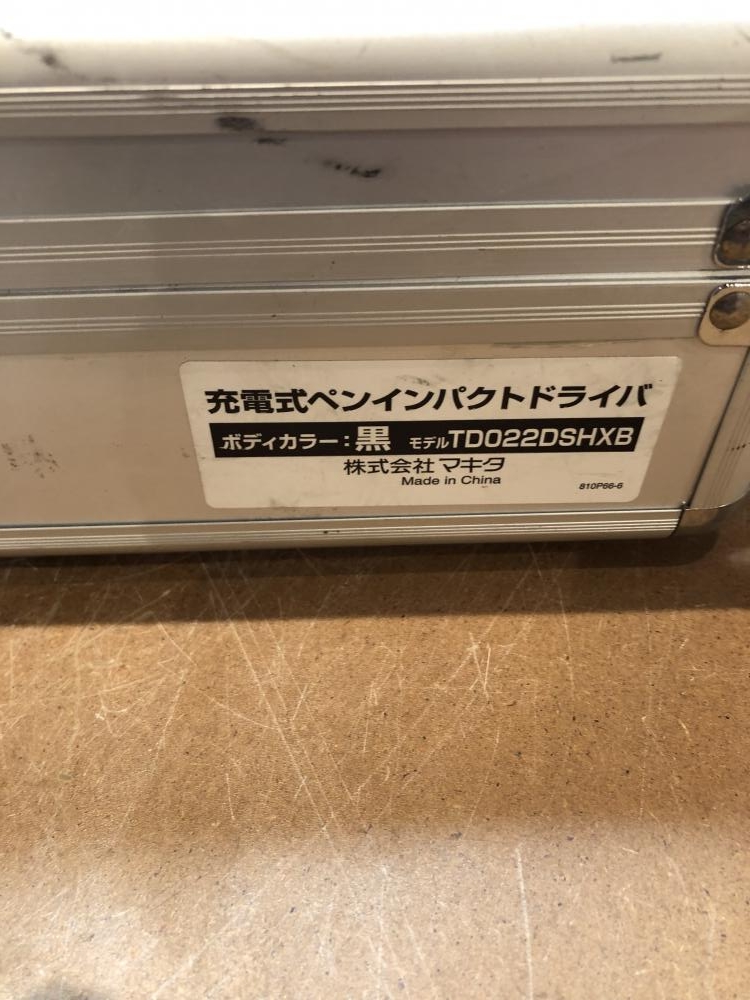 充電式ペンインパクトドライバ
ボディカラー：黒 モデルTD022DSHXB
株式会社 マキタ
Made in China
810P66-6